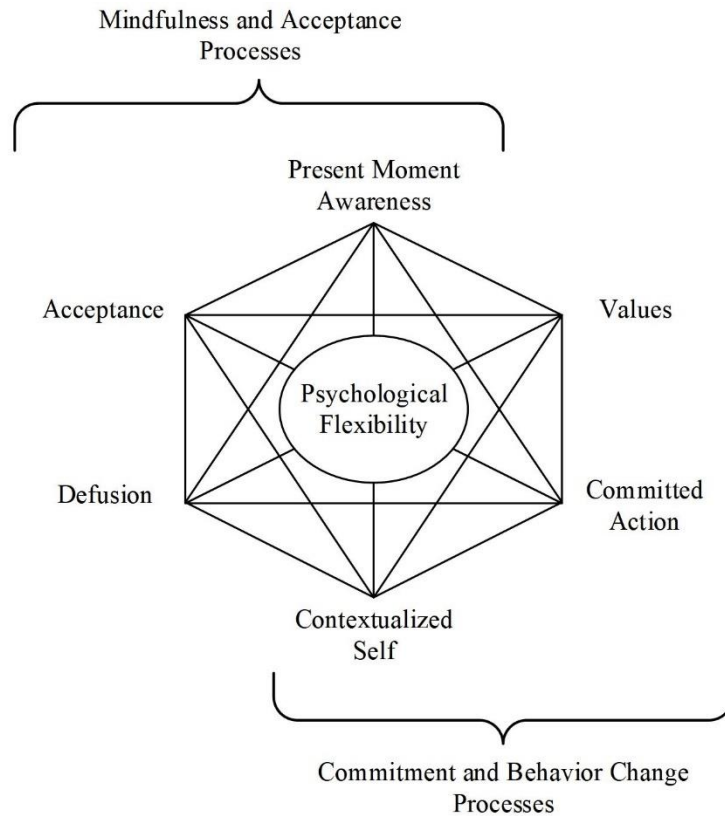 Mindfulness and Acceptance
Processes
Present Moment
Awareness
Acceptance
Values
Psychological
Flexibility
Defusion
Committed
Action
Contextualized
Self
Commitment and Behavior Change
Processes